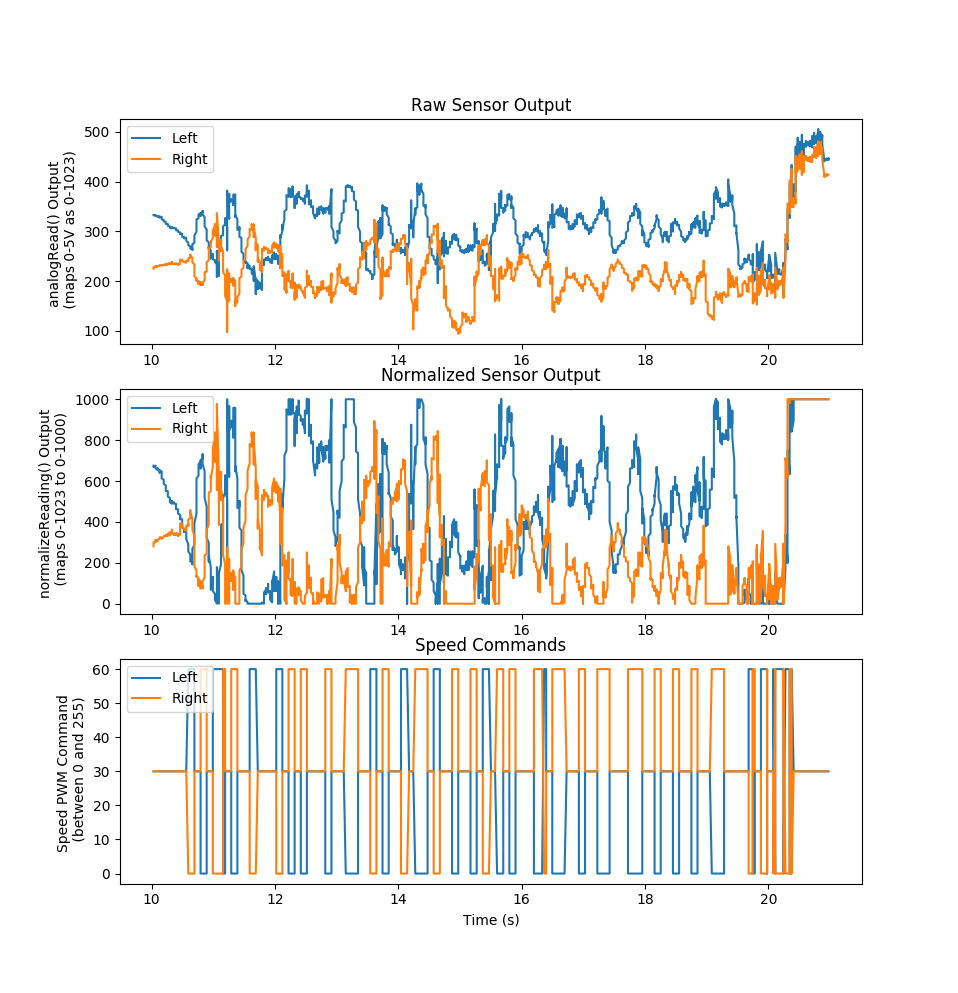 Raw Sensor Output
analogRead() Output
(maps 0-5V as 0-1023)
500
400
300
200
100
Left
Right
10 12 14 16 18 20
Normalized Sensor Output
normalizeReading() Output
(maps 0-1023 to 0-1000)
1000
800
600
400
200
0
Left
Right
10 12 14 16 18 20
Speed Commands
Speed PWM Command
(between 0 and 255)
60
50
40
30
20
10
0
Left
Right
10 12 14 16 18 20
Time (s)